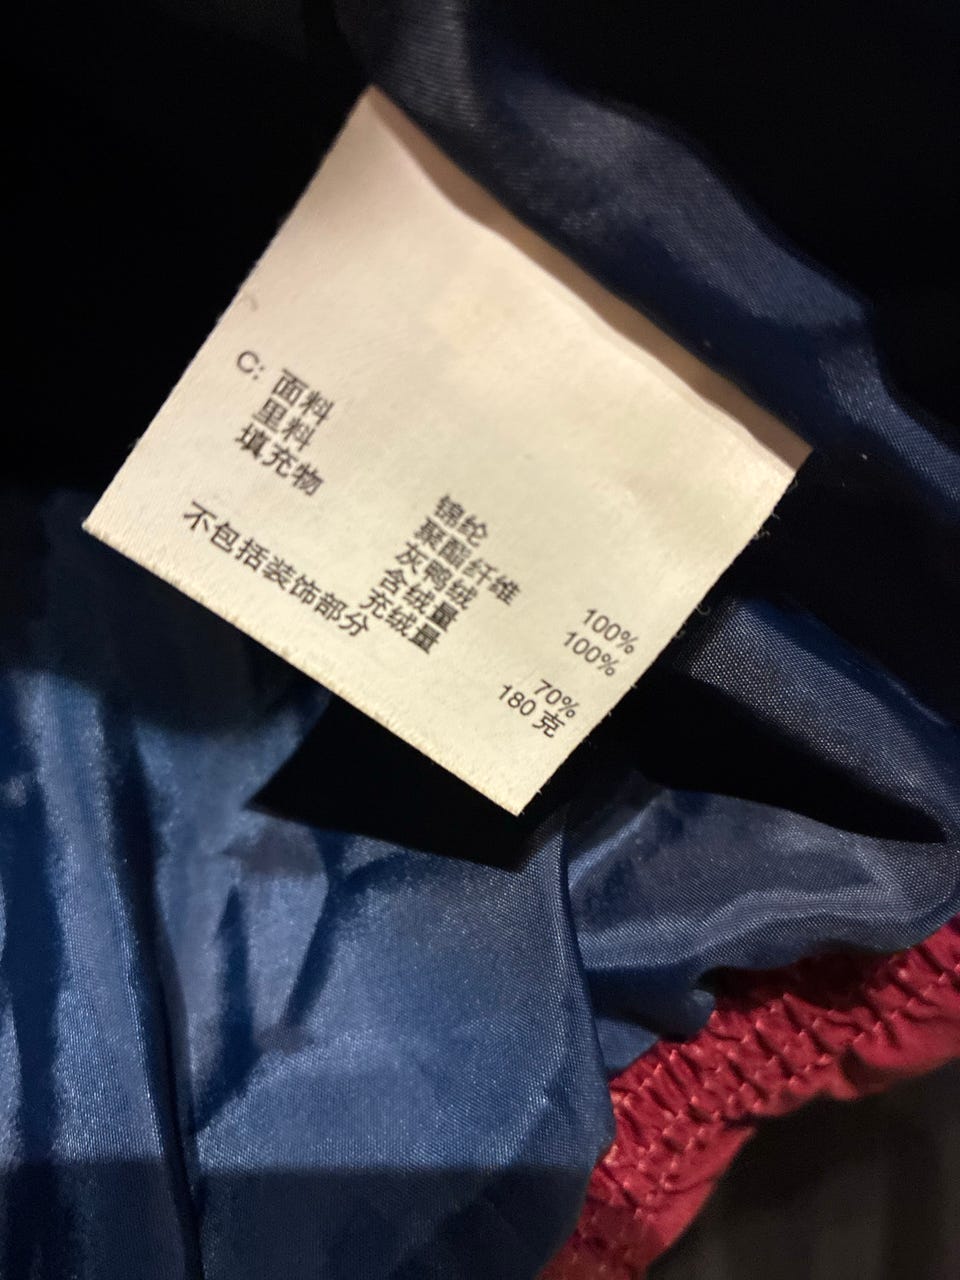 C: 面料 锦纶 100%
里料 聚酯纤维 100%
填充物 灰鸭绒
含绒量 70%
充绒量 180 克
不包括装饰部分